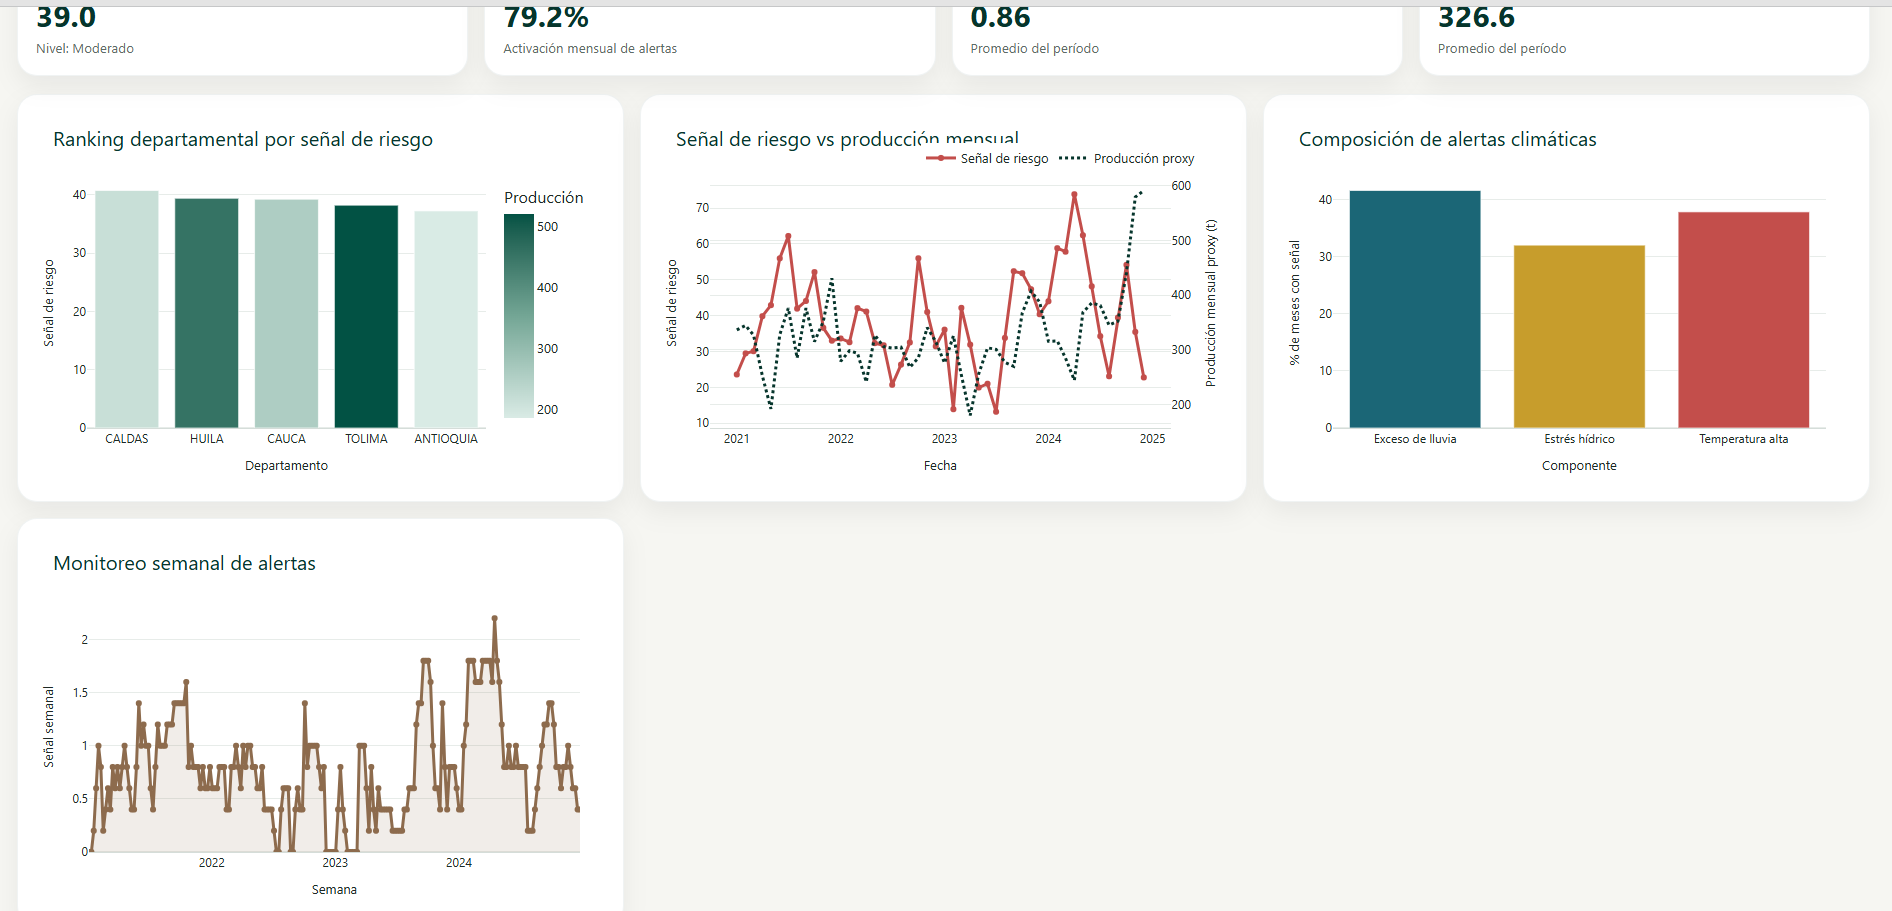 39.0
Nivel: Moderado
79.2%
Activación mensual de alertas
0.86
Promedio del período
326.6
Promedio del período
Ranking departamental por señal de riesgo
Señal de riesgo
40
30
20
10
0
CALDAS HUILA CAUCA TOLIMA ANTIOQUIA
Departamento
Producción
500
400
300
200
Señal de riesgo vs producción mensual
Señal de riesgo Producción proxy
Señal de riesgo
70
60
50
40
30
20
10
2021 2022 2023 2024 2025
Fecha
600
500
400
300
200
Producción mensual proxy (t)
Composición de alertas climáticas
% de meses con señal
40
30
20
10
0
Exceso de lluvia Estrés hídrico Temperatura alta
Componente
Monitoreo semanal de alertas
Señal semanal
2
1.5
1
0.5
0
2022 2023 2024
Semana